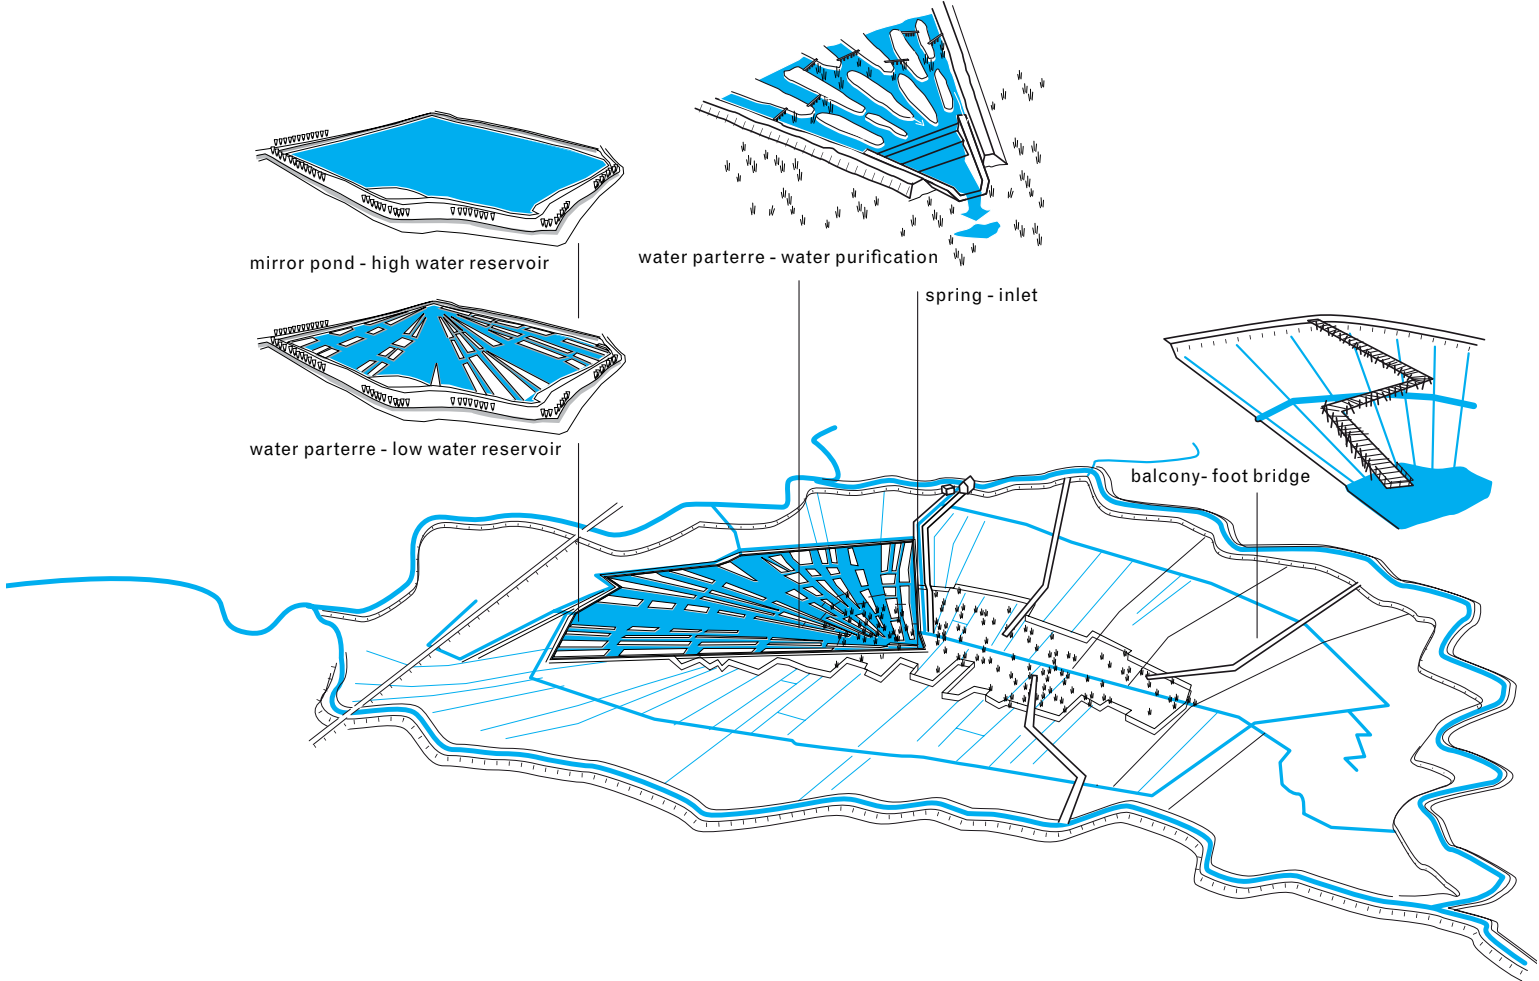 mirror pond - high water reservoir
water parterre - water purification
spring - inlet
water parterre - low water reservoir
balcony- foot bridge